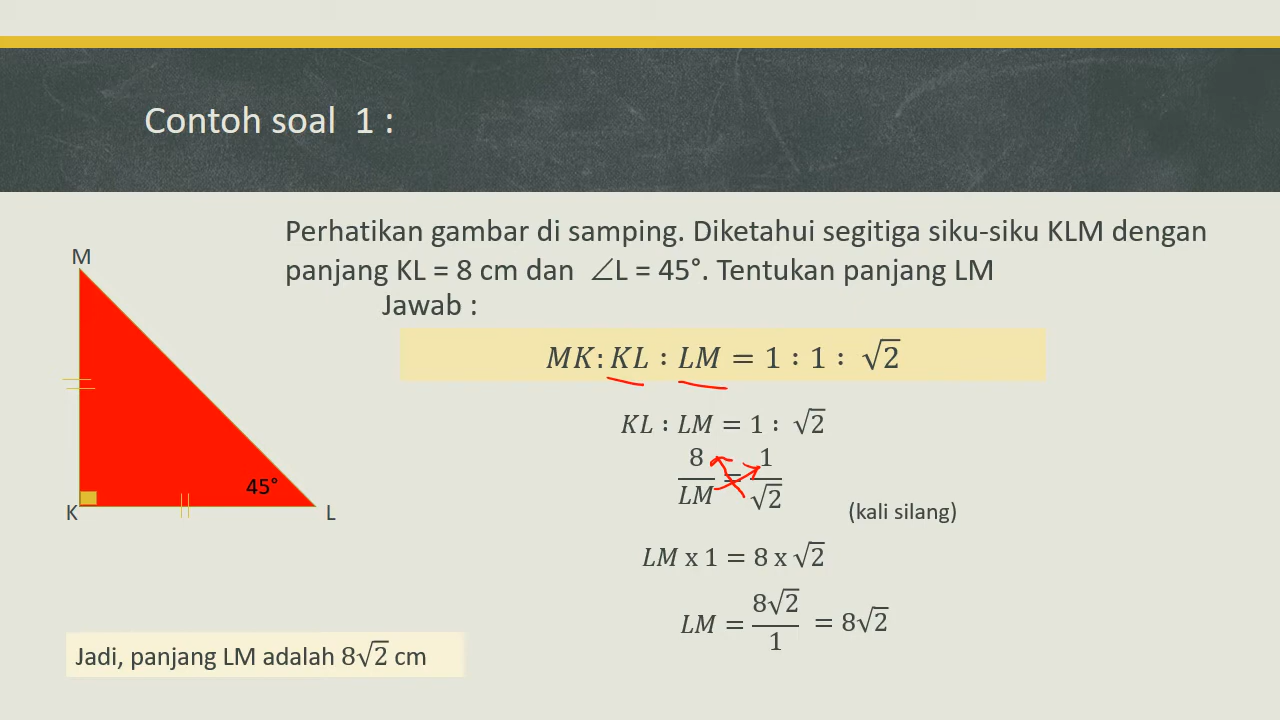 Contoh soal 1 :
Perhatikan gambar di samping. Diketahui segitiga siku-siku KLM dengan
panjang KL = 8 cm dan ∠L = 45°. Tentukan panjang LM
Jawab :
M
MK: KL : LM = 1 : 1 : √2
KL : LM = 1 : √2
8/LM = 1/√2
45°
K
L
(kali silang)
LM x 1 = 8 x √2
LM = 8√2/1 = 8√2
Jadi, panjang LM adalah 8√2 cm